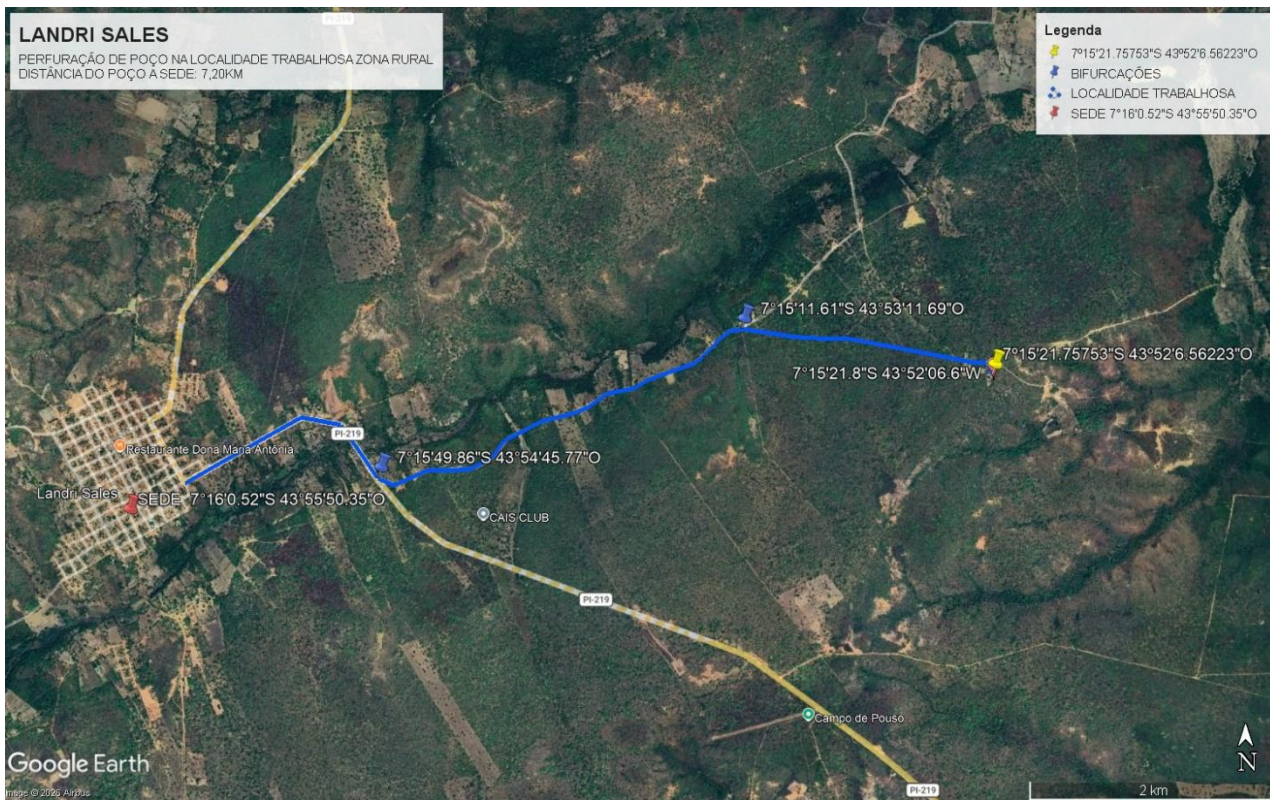 PI-219
LANDRI SALES
PERFURAÇÃO DE POÇO NA LOCALIDADE TRABALHOSA ZONA RURAL
DISTÂNCIA DO POÇO A SEDE: 7,20KM
Legenda
7º15'21.75753"S 43º52'6.56223"O
BIFURCAÇÕES
LOCALIDADE TRABALHOSA
SEDE 7°16'0.52"S 43°55'50.35"O
7°15'11.61"S 43°53'11.69"O
7°15'21.75753"S 43°52'6.56223"O
7°15'21.8"S 43°52'06.6"W
PI-219
Restaurante Dona Maria Antônia
7°15'49.86"S 43°54'45.77"O
Landri Sales
SEDE 7°16'0.52"S 43°55'50.35"O
CAIS CLUB
PI-219
Campo de Pouso
PI-219
Google Earth
N
2 km